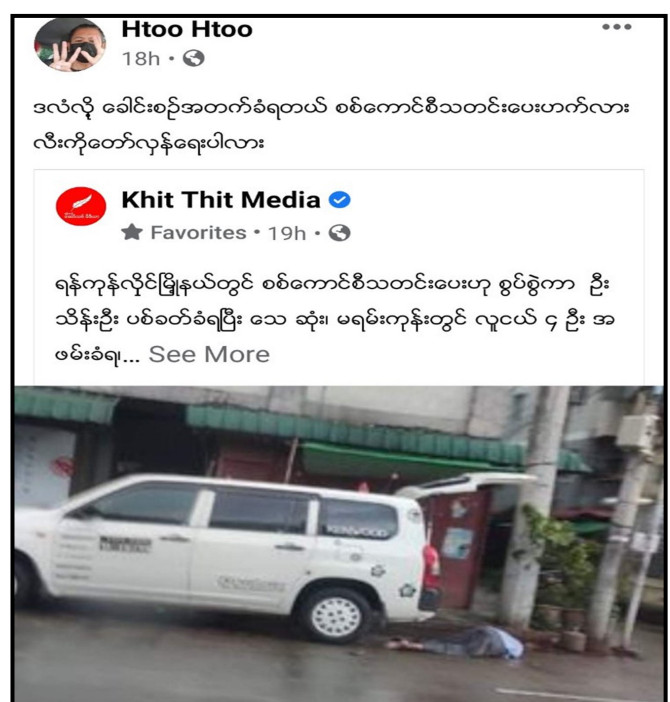 Htoo Htoo
18h
ဒလံလို့ ခေါင်းစဉ်အတက်ခံရတယ် စစ်ကောင်စီသတင်းပေးဟက်လား
လီးကိုတော်လှန်ရေးပါလား
Khit Thit Media
Favorites • 19h
ရန်ကုန်လှိုင်မြို့နယ်တွင် စစ်ကောင်စီသတင်းပေးဟု စွပ်စွဲကာ ဦး
သိန်းဦး ပစ်ခတ်ခံရပြီး သေ ဆုံး၊ မရမ်းကုန်းတွင် လူငယ် ၄ ဦး အ
ဖမ်းခံရ၊... See More
KENWOOD